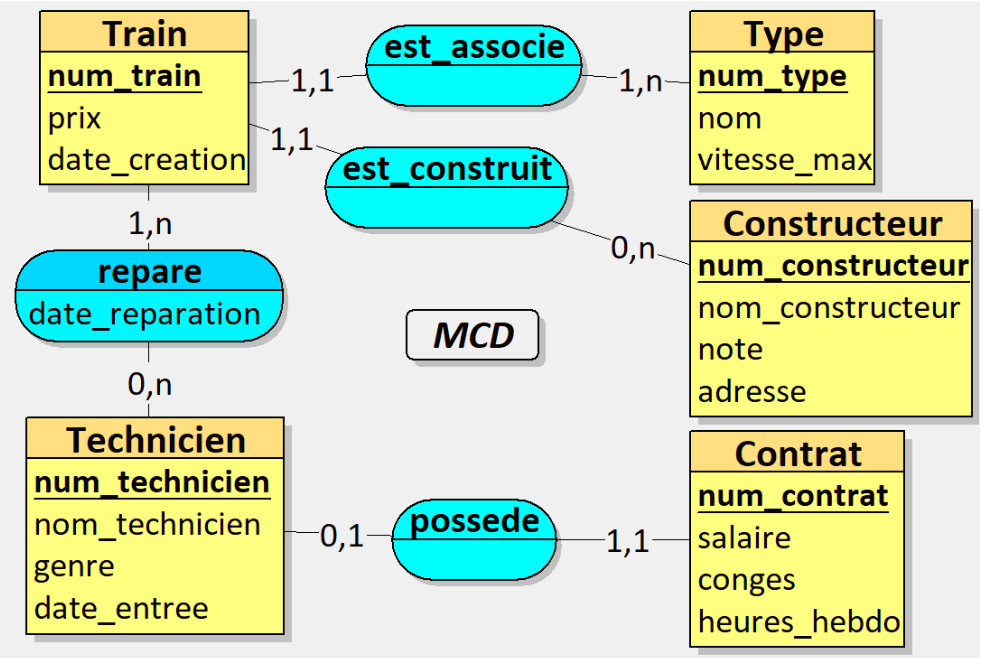 Train
num_train
prix
date_creation
1,1
est_associe
1,n
Type
num_type
nom
vitesse_max
1,1
est_construit
0,n
Constructeur
num_constructeur
nom_constructeur
note
adresse
1,n
repare
date_reparation
0,n
MCD
Technicien
num_technicien
nom_technicien
genre
date_entree
0,1
possede
1,1
Contrat
num_contrat
salaire
conges
heures_hebdo